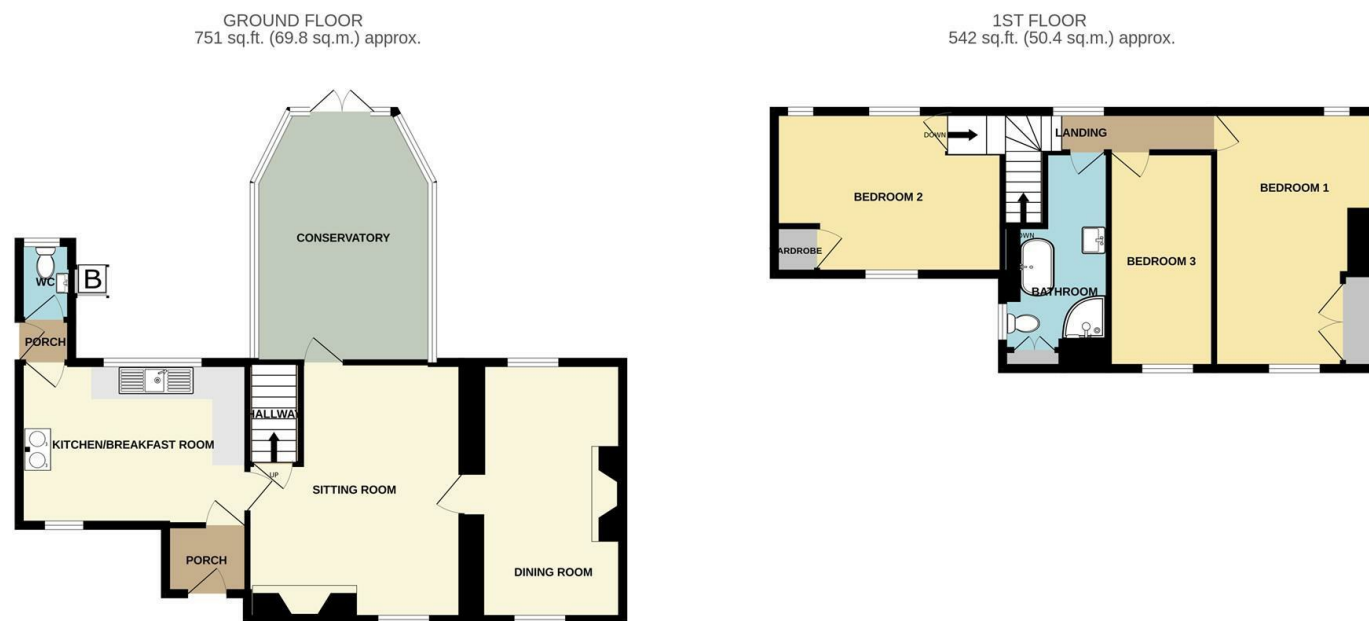 GROUND FLOOR
751 sq.ft. (69.8 sq.m.) approx.
1ST FLOOR
542 sq.ft. (50.4 sq.m.) approx.
CONSERVATORY
WC
B
PORCH
HALLWAY
KITCHEN/BREAKFAST ROOM
UP
SITTING ROOM
PORCH
DINING ROOM
DOWN
LANDING
BEDROOM 2
BEDROOM 1
WARDROBE
DOWN
BEDROOM 3
BATHROOM